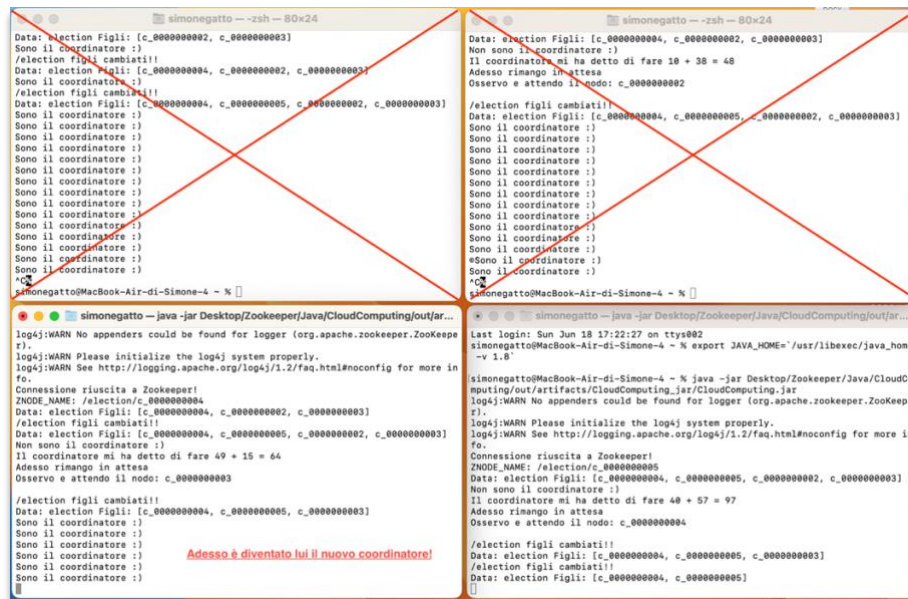 simonegatto — -zsh — 80×24
Data: election Figli: [c_0000000002, c_0000000003]
Sono il coordinatore :)
/election figli cambiati!!
Data: election Figli: [c_0000000004, c_0000000002, c_0000000003]
Sono il coordinatore :)
/election figli cambiati!!
Data: election Figli: [c_0000000004, c_0000000005, c_0000000002, c_0000000003]
Sono il coordinatore :)
Sono il coordinatore :)
Sono il coordinatore :)
Sono il coordinatore :)
Sono il coordinatore :)
Sono il coordinatore :)
Sono il coordinatore :)
Sono il coordinatore :)
Sono il coordinatore :)
Sono il coordinatore :)
Sono il coordinatore :)
Sono il coordinatore :)
Sono il coordinatore :)
Sono il coordinatore :)
^C%
simonegatto@MacBook-Air-di-Simone-4 ~ %
simonegatto — -zsh — 80×24
Data: election Figli: [c_0000000004, c_0000000002, c_0000000003]
Non sono il coordinatore :)
Il coordinatore mi ha detto di fare 10 + 38 = 48
Adesso rimango in attesa
Osservo e attendo il nodo: c_0000000002
/election figli cambiati!!
Data: election Figli: [c_0000000004, c_0000000005, c_0000000002, c_0000000003]
Sono il coordinatore :)
Sono il coordinatore :)
Sono il coordinatore :)
Sono il coordinatore :)
Sono il coordinatore :)
Sono il coordinatore :)
Sono il coordinatore :)
Sono il coordinatore :)
Sono il coordinatore :)
Sono il coordinatore :)
Sono il coordinatore :)
®Sono il coordinatore :)
Sono il coordinatore :)
^C%
simonegatto@MacBook-Air-di-Simone-4 ~ %
simonegatto — java -jar Desktop/Zookeeper/Java/CloudComputing/out/ar...
log4j:WARN No appenders could be found for logger (org.apache.zookeeper.ZooKeepe
r).
log4j:WARN Please initialize the log4j system properly.
log4j:WARN See http://logging.apache.org/log4j/1.2/faq.html#noconfig for more in
fo.
Connessione riuscita a Zookeeper!
ZNODE_NAME: /election/c_0000000004
Data: election Figli: [c_0000000004, c_0000000002, c_0000000003]
/election figli cambiati!!
Data: election Figli: [c_0000000004, c_0000000005, c_0000000002, c_0000000003]
Non sono il coordinatore :)
Il coordinatore mi ha detto di fare 49 + 15 = 64
Adesso rimango in attesa
Osservo e attendo il nodo: c_0000000003
/election figli cambiati!!
Data: election Figli: [c_0000000004, c_0000000005, c_0000000003]
Sono il coordinatore :)
Sono il coordinatore :)
Sono il coordinatore :)
Sono il coordinatore :)
Sono il coordinatore :)
Adesso è diventato lui il nuovo coordinatore!
simonegatto — java -jar Desktop/Zookeeper/Java/CloudComputing/out/ar...
Last login: Sun Jun 18 17:22:27 on ttys002
simonegatto@MacBook-Air-di-Simone-4 ~ % export JAVA_HOME=`/usr/libexec/java_hom
 -v 1.8`
simonegatto@MacBook-Air-di-Simone-4 ~ % java -jar Desktop/Zookeeper/Java/CloudC
mputing/out/artifacts/CloudComputing_jar/CloudComputing.jar
log4j:WARN No appenders could be found for logger (org.apache.zookeeper.ZooKeep
r).
log4j:WARN Please initialize the log4j system properly.
log4j:WARN See http://logging.apache.org/log4j/1.2/faq.html#noconfig for more i
fo.
Connessione riuscita a Zookeeper!
ZNODE_NAME: /election/c_0000000005
Data: election Figli: [c_0000000004, c_0000000005, c_0000000002, c_0000000003]
Non sono il coordinatore :)
Il coordinatore mi ha detto di fare 40 + 57 = 97
Adesso rimango in attesa
Osservo e attendo il nodo: c_0000000004
/election figli cambiati!!
Data: election Figli: [c_0000000004, c_0000000005, c_0000000003]
/election figli cambiati!!
Data: election Figli: [c_0000000004, c_0000000005]